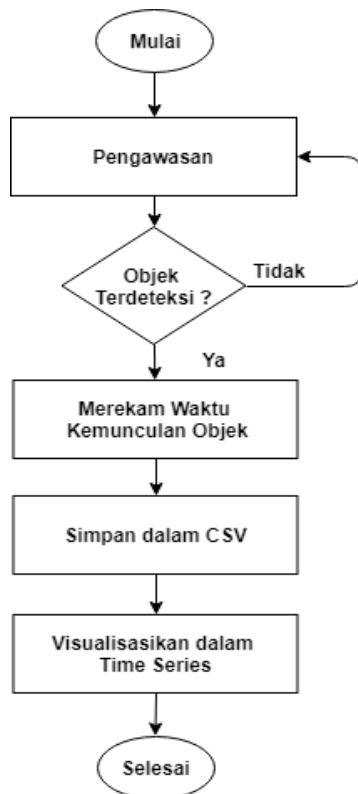 Mulai
Pengawasan
Objek
Terdeteksi ?
Tidak
Ya
Merekam Waktu
Kemunculan Objek
Simpan dalam CSV
Visualisasikan dalam
Time Series
Selesai